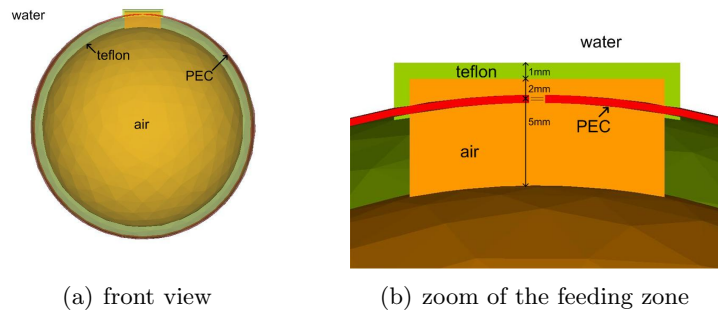 water
teflon
PEC
air
water
teflon
1mm
2mm
PEC
5mm
air
(a) front view
(b) zoom of the feeding zone